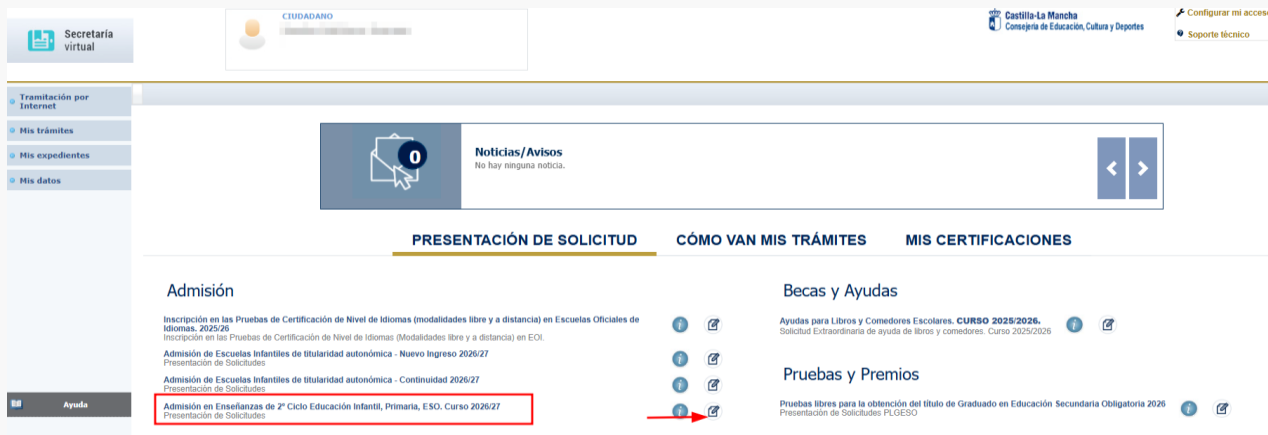 Secretaría
virtual
CIUDADANO
Castilla-La Mancha
Consejería de Educación, Cultura y Deportes
Configurar mi acces
Soporte técnico
Tramitación por
Internet
Mis trámites
Mis expedientes
Mis datos
Ayuda
0
Noticias/Avisos
No hay ninguna noticia.
PRESENTACIÓN DE SOLICITUD
CÓMO VAN MIS TRÁMITES
MIS CERTIFICACIONES
Admisión
Inscripción en las Pruebas de Certificación de Nivel de Idiomas (modalidades libre y a distancia) en Escuelas Oficiales de
Idiomas. 2025/26
Inscripción en las Pruebas de Certificación de Nivel de Idiomas (Modalidades libre y a distancia) en EOI.
Admisión de Escuelas Infantiles de titularidad autonómica - Nuevo Ingreso 2026/27
Presentación de Solicitudes
Admisión de Escuelas Infantiles de titularidad autonómica - Continuidad 2026/27
Presentación de Solicitudes
Admisión en Enseñanzas de 2º Ciclo Educación Infantil, Primaria, ESO. Curso 2026/27
Presentación de Solicitudes
Becas y Ayudas
Ayudas para Libros y Comedores Escolares. CURSO 2025/2026.
Solicitud Extraordinaria de ayuda de libros y comedores. Curso 2025/2026
Pruebas y Premios
Pruebas libres para la obtención del título de Graduado en Educación Secundaria Obligatoria 2026
Presentación de Solicitudes PLGESO